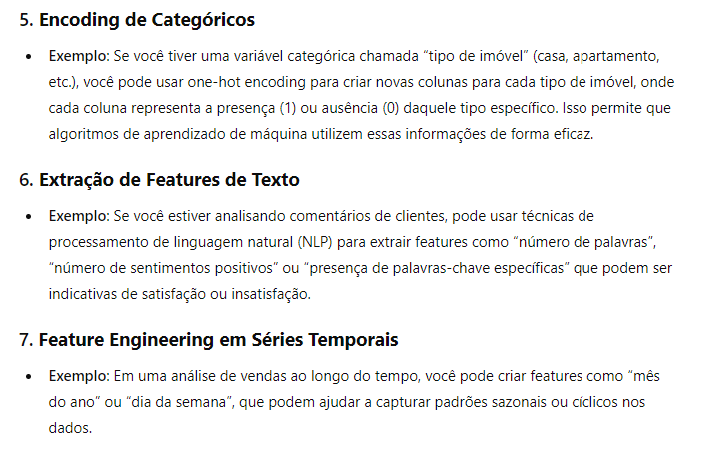 5. Encoding de Categóricos
• Exemplo: Se você tiver uma variável categórica chamada “tipo de imóvel” (casa, apartamento,
etc.), você pode usar one-hot encoding para criar novas colunas para cada tipo de imóvel, onde
cada coluna representa a presença (1) ou ausência (0) daquele tipo específico. Isso permite que
algoritmos de aprendizado de máquina utilizem essas informações de forma eficaz.
6. Extração de Features de Texto
• Exemplo: Se você estiver analisando comentários de clientes, pode usar técnicas de
processamento de linguagem natural (NLP) para extrair features como “número de palavras”,
“número de sentimentos positivos” ou “presença de palavras-chave específicas” que podem ser
indicativas de satisfação ou insatisfação.
7. Feature Engineering em Séries Temporais
• Exemplo: Em uma análise de vendas ao longo do tempo, você pode criar features como “mês
do ano” ou “dia da semana”, que podem ajudar a capturar padrões sazonais ou cíclicos nos
dados.